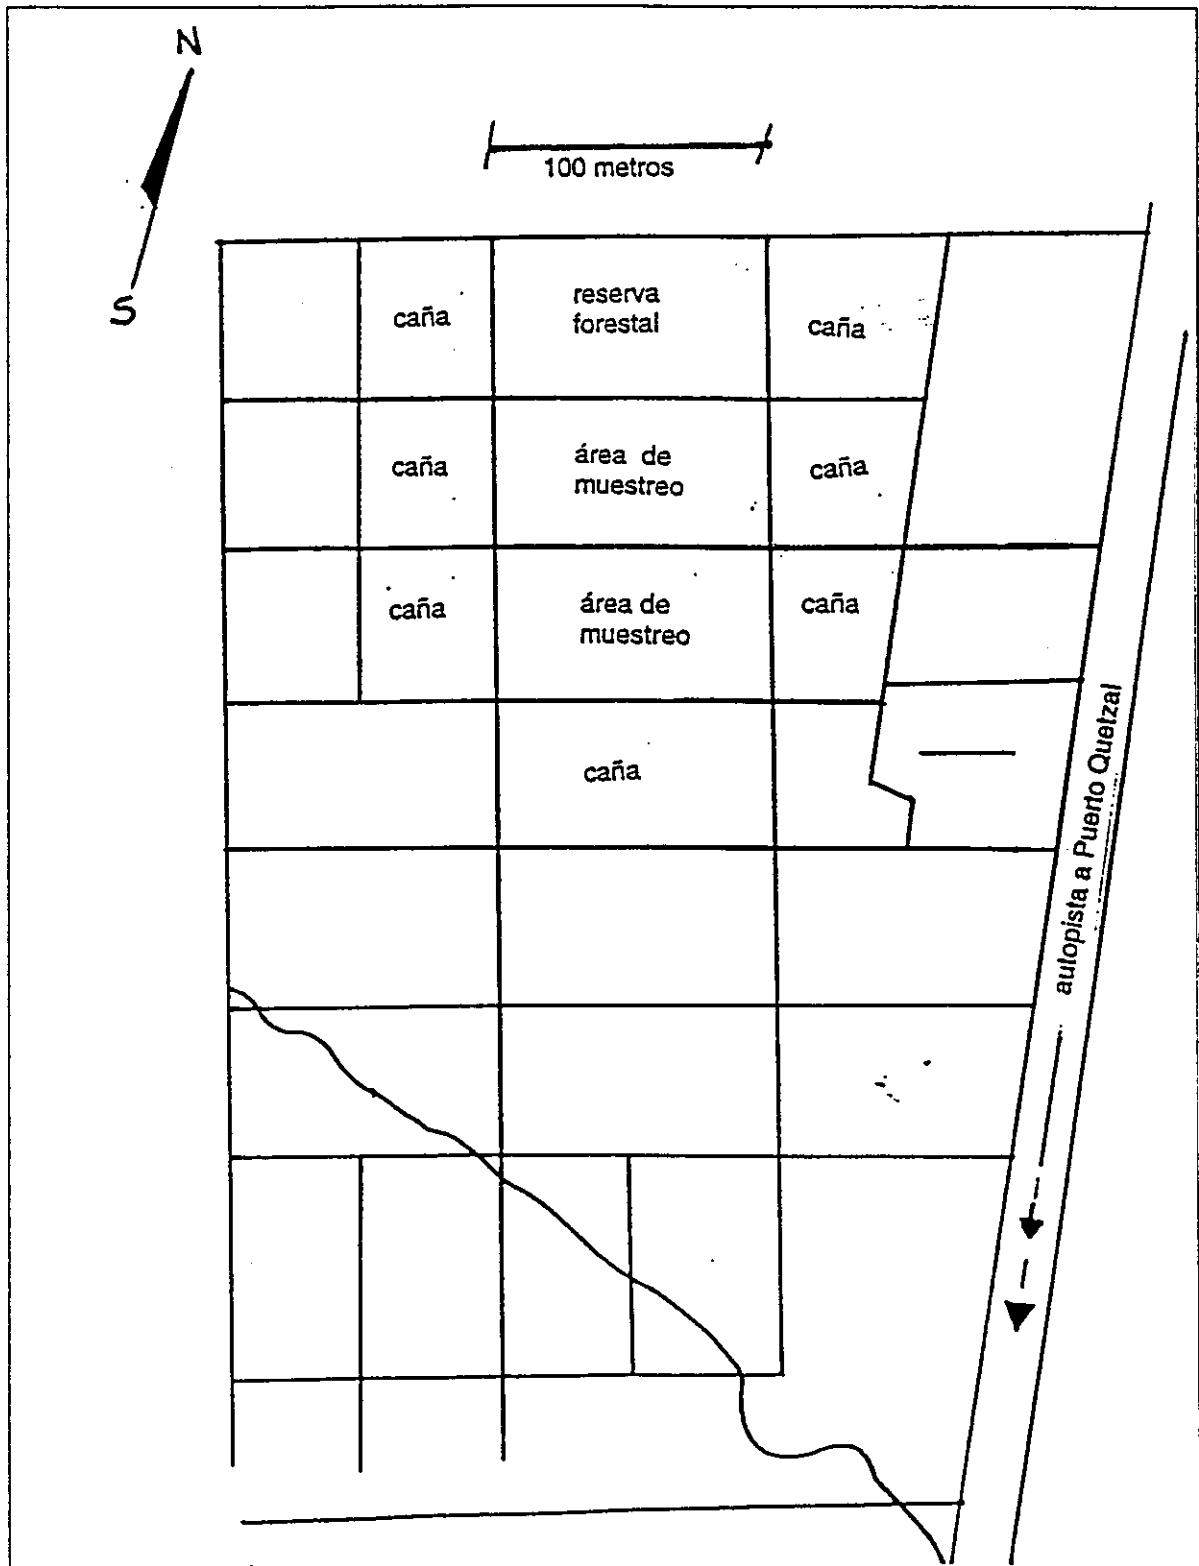 N
S
100 metros
caña
reserva
forestal
caña
caña
área de
muestreo
caña
caña
área de
muestreo
caña
caña
autopista a Puerto Quetzal